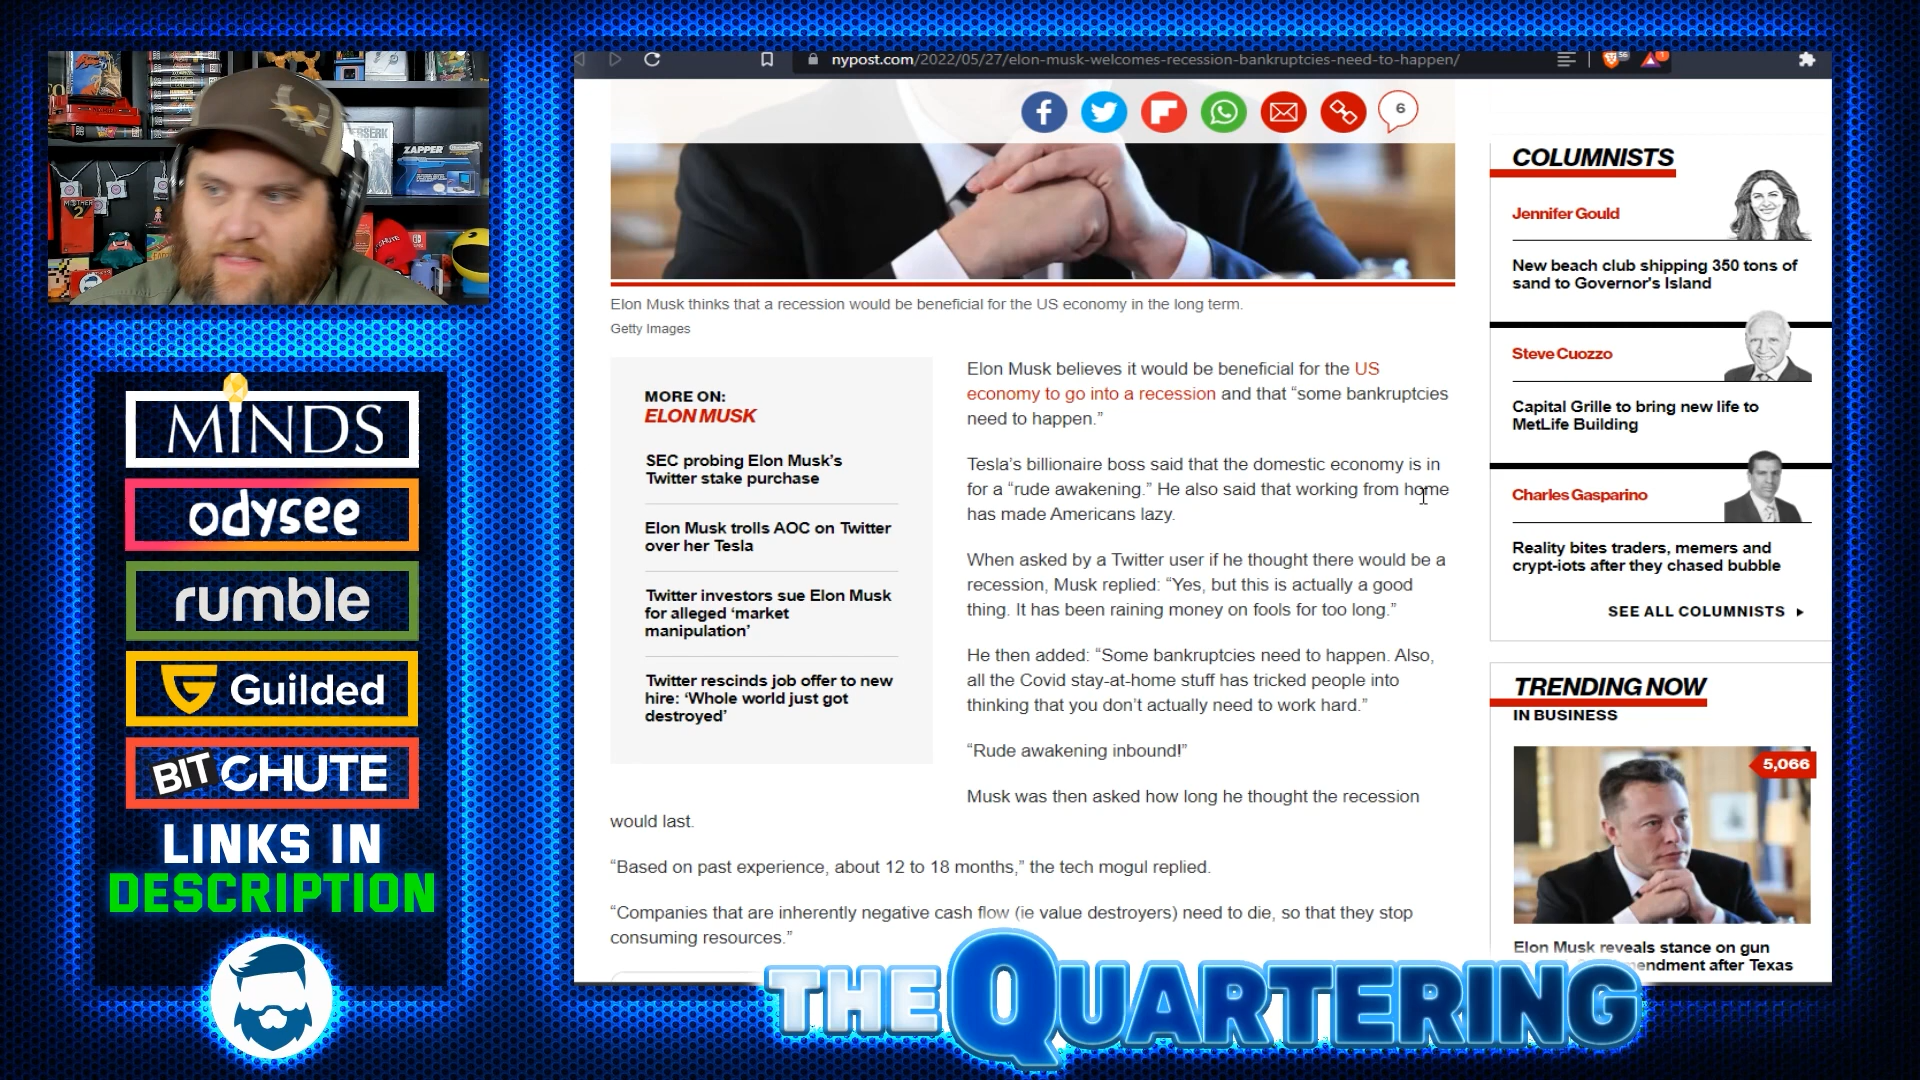 BERSERK
ZAPPER
MOTHER
2
CHUTE
MINDS
odysee
rumble
Guilded
BITCHUTE
LINKS IN
DESCRIPTION
nypost.com/2022/05/27/elon-musk-welcomes-recession-bankruptcies-need-to-happen/
56
1
6
Elon Musk thinks that a recession would be beneficial for the US economy in the long term.
Getty Images
MORE ON:
ELON MUSK
SEC probing Elon Musk’s
Twitter stake purchase
Elon Musk trolls AOC on Twitter
over her Tesla
Twitter investors sue Elon Musk
for alleged ‘market
manipulation’
Twitter rescinds job offer to new
hire: ‘Whole world just got
destroyed’
Elon Musk believes it would be beneficial for the US
economy to go into a recession and that “some bankruptcies
need to happen.”
Tesla’s billionaire boss said that the domestic economy is in
for a “rude awakening.” He also said that working from home
has made Americans lazy.
When asked by a Twitter user if he thought there would be a
recession, Musk replied: “Yes, but this is actually a good
thing. It has been raining money on fools for too long.”
He then added: “Some bankruptcies need to happen. Also,
all the Covid stay-at-home stuff has tricked people into
thinking that you don’t actually need to work hard.”
“Rude awakening inbound!”
Musk was then asked how long he thought the recession
would last.
“Based on past experience, about 12 to 18 months,” the tech mogul replied.
“Companies that are inherently negative cash flow (ie value destroyers) need to die, so that they stop
consuming resources.”
COLUMNISTS
Jennifer Gould
New beach club shipping 350 tons of
sand to Governor's Island
Steve Cuozzo
Capital Grille to bring new life to
MetLife Building
Charles Gasparino
Reality bites traders, memers and
crypt-iots after they chased bubble
SEE ALL COLUMNISTS
TRENDING NOW
IN BUSINESS
5,066
Elon Musk reveals stance on gun
mendment after Texas
THE QUARTERING